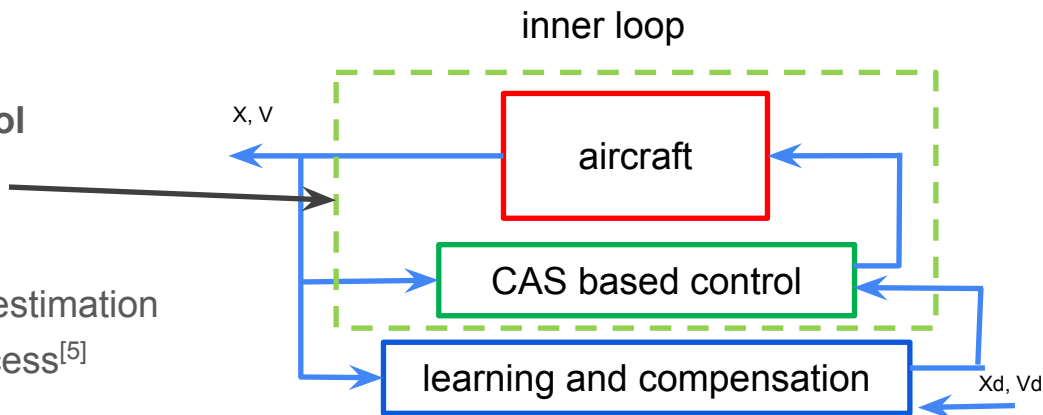 inner loop
ol
X, V
aircraft
CAS based control
estimation
cess[5]
learning and compensation
Xd, Vd